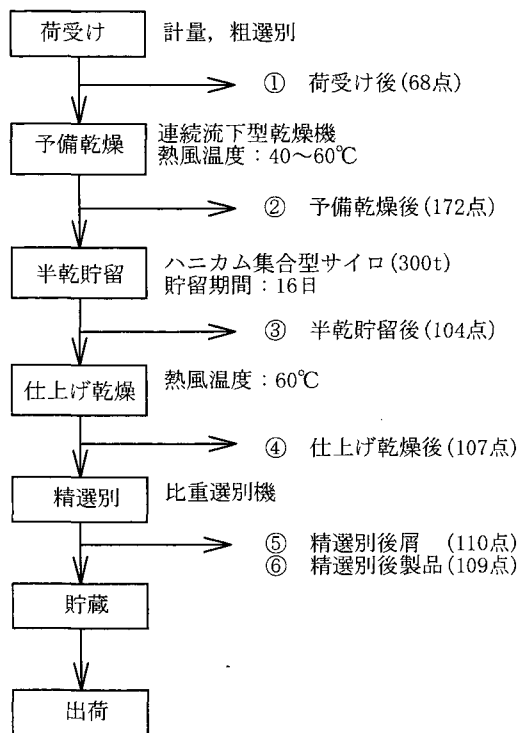 荷受け 計量，粗選別
① 荷受け後(68点)
予備乾燥 連続流下型乾燥機
熱風温度：40～60℃
② 予備乾燥後(172点)
半乾貯留 ハニカム集合型サイロ(300t)
貯留期間：16日
③ 半乾貯留後(104点)
仕上げ乾燥 熱風温度：60℃
④ 仕上げ乾燥後(107点)
精選別 比重選別機
⑤ 精選別後屑 (110点)
⑥ 精選別後製品(109点)
貯蔵
出荷